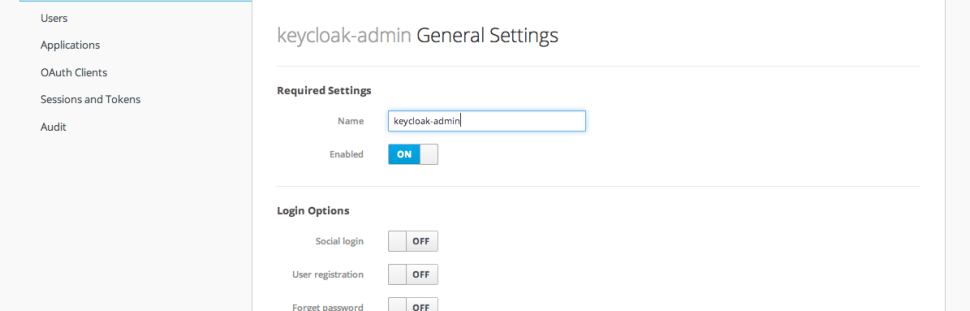 Users
Applications
OAuth Clients
Sessions and Tokens
Audit
keycloak-admin General Settings
Required Settings
Name keycloak-admin
Enabled ON
Login Options
Social login OFF
User registration OFF
Forget password OFF